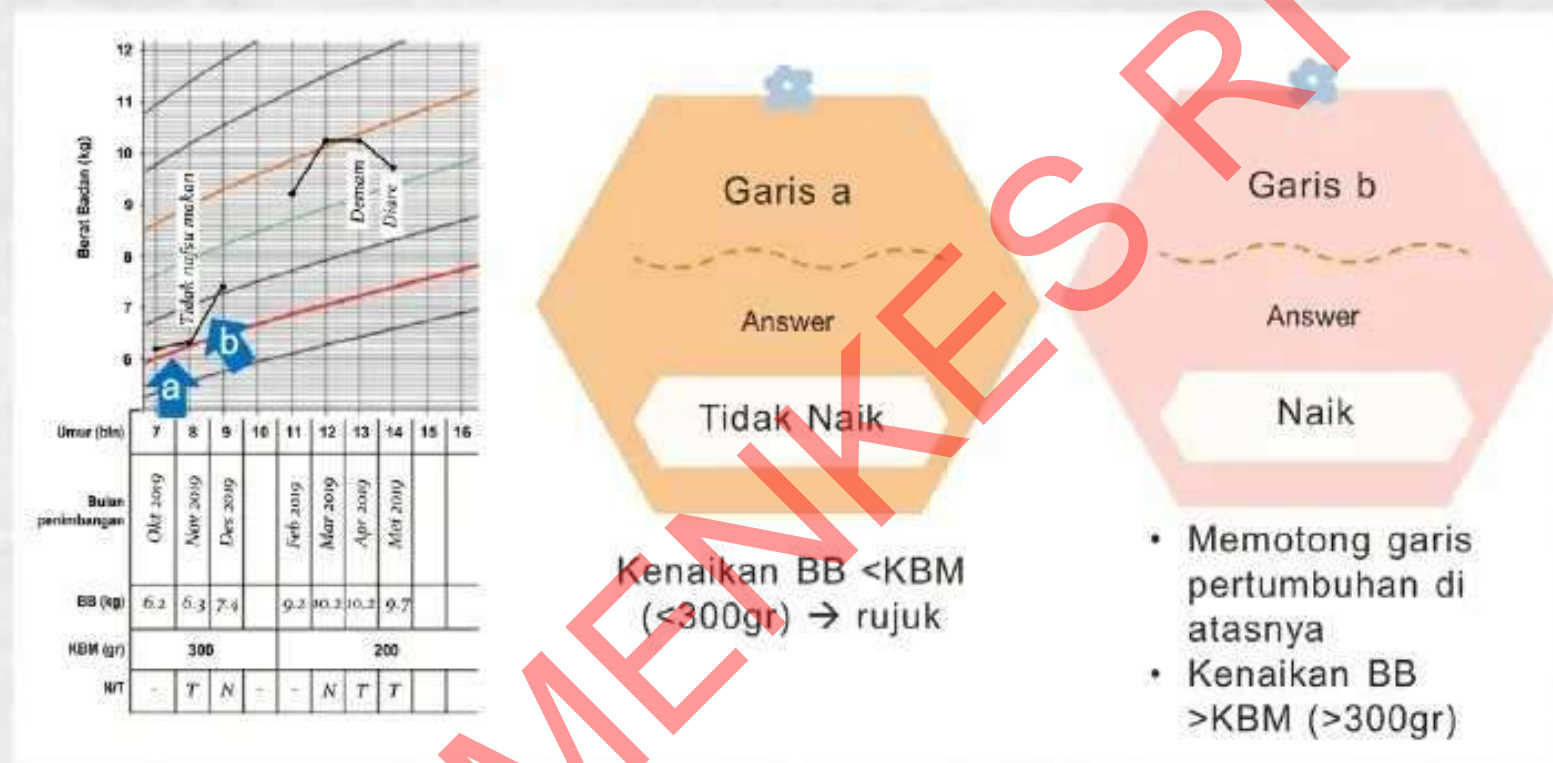 12
11
10
9
8
7
6
Berat Badan (kg)
Tidak nafsu makan
Demam
Diare
a
b
Umur (bln) 7 8 9 10 11 12 13 14 15 16
Bulan penimbangan Okt 2019 Nov 2019 Des 2019 Feb 2019 Mar 2019 Apr 2019 Mei 2019
BB (kg) 6.2 6.3 7.4 9.2 10.2 10.2 9.7
KBM (gr) 300 200
N/T - T N - - N T T
Garis a
Answer
Tidak Naik
Kenaikan BB <KBM
(<300gr) → rujuk
Garis b
Answer
Naik
• Memotong garis
pertumbuhan di
atasnya
• Kenaikan BB
>KBM (>300gr)
MENKES RI